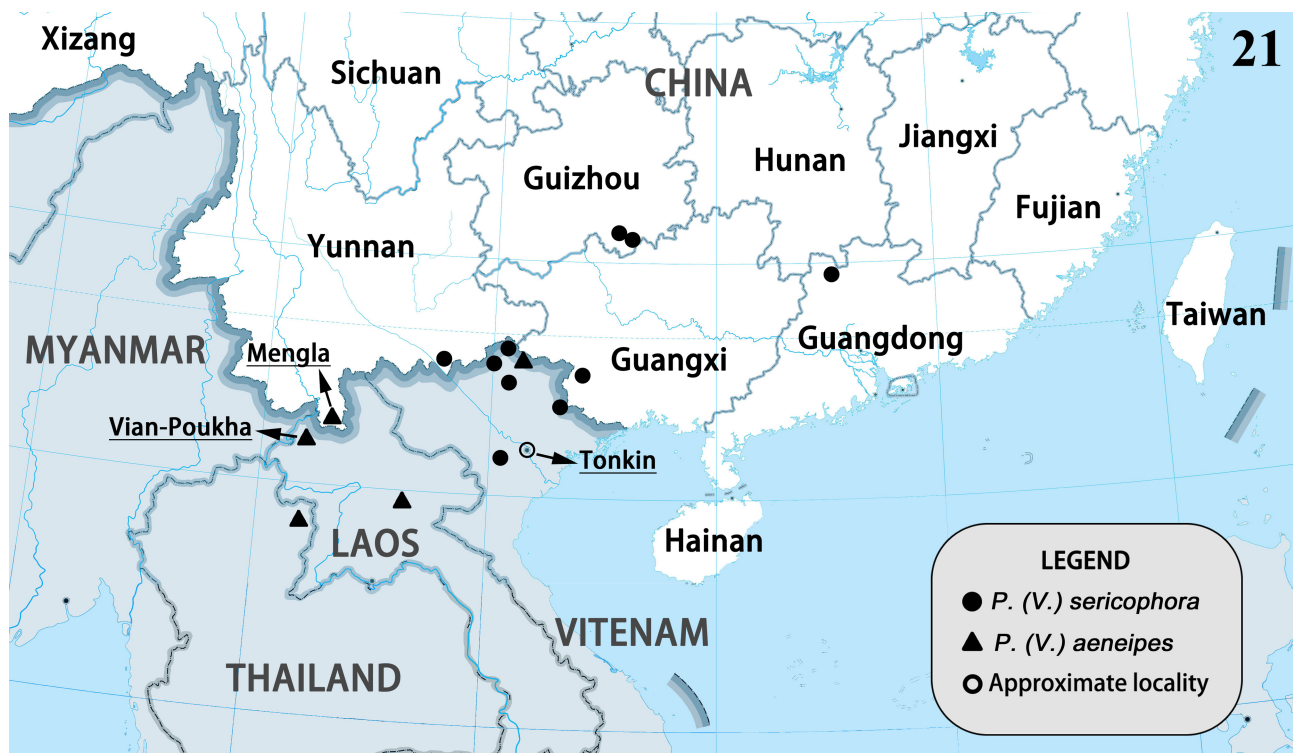 Xizang
21
Sichuan
CHINA
Jiangxi
Hunan
Guizhou
Fujian
Yunnan
Taiwan
MYANMAR
Mengla
Guangxi
Guangdong
Vian-Poukha
Tonkin
LAOS
Hainan
VITENAM
THAILAND
LEGEND
P. (V.) sericophora
P. (V.) aeneipes
Approximate locality